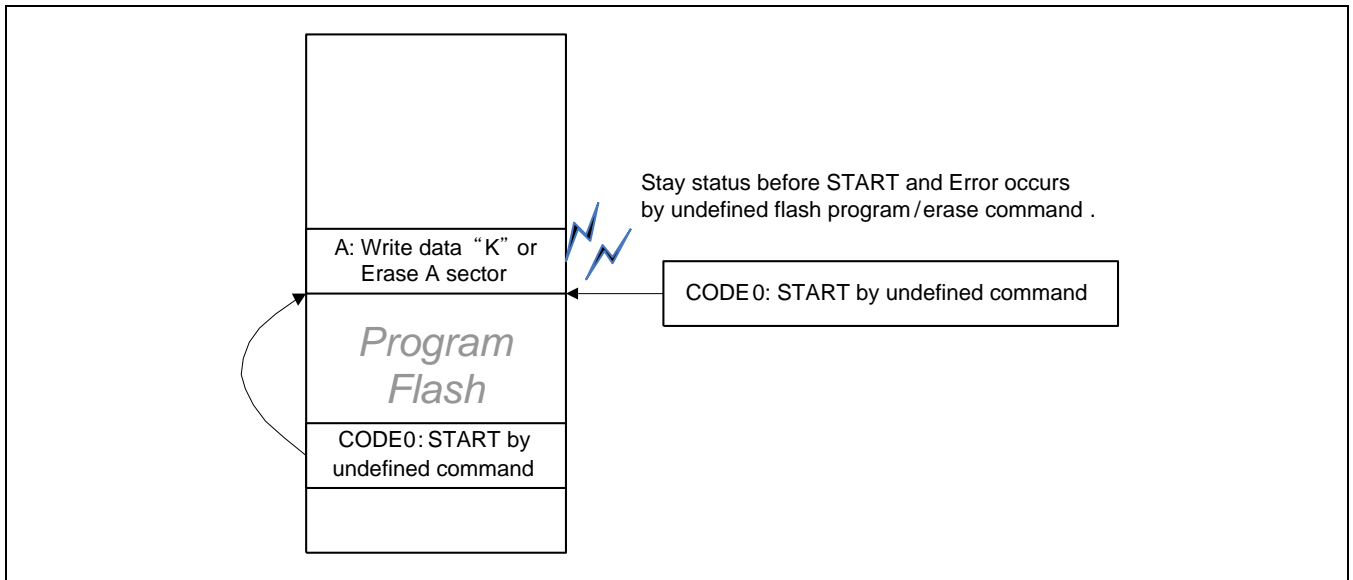 Stay status before START and Error occurs
by undefined flash program/erase command .
A: Write data “K” or
Erase A sector
CODE0: START by undefined command
Program
Flash
CODE0: START by
undefined command